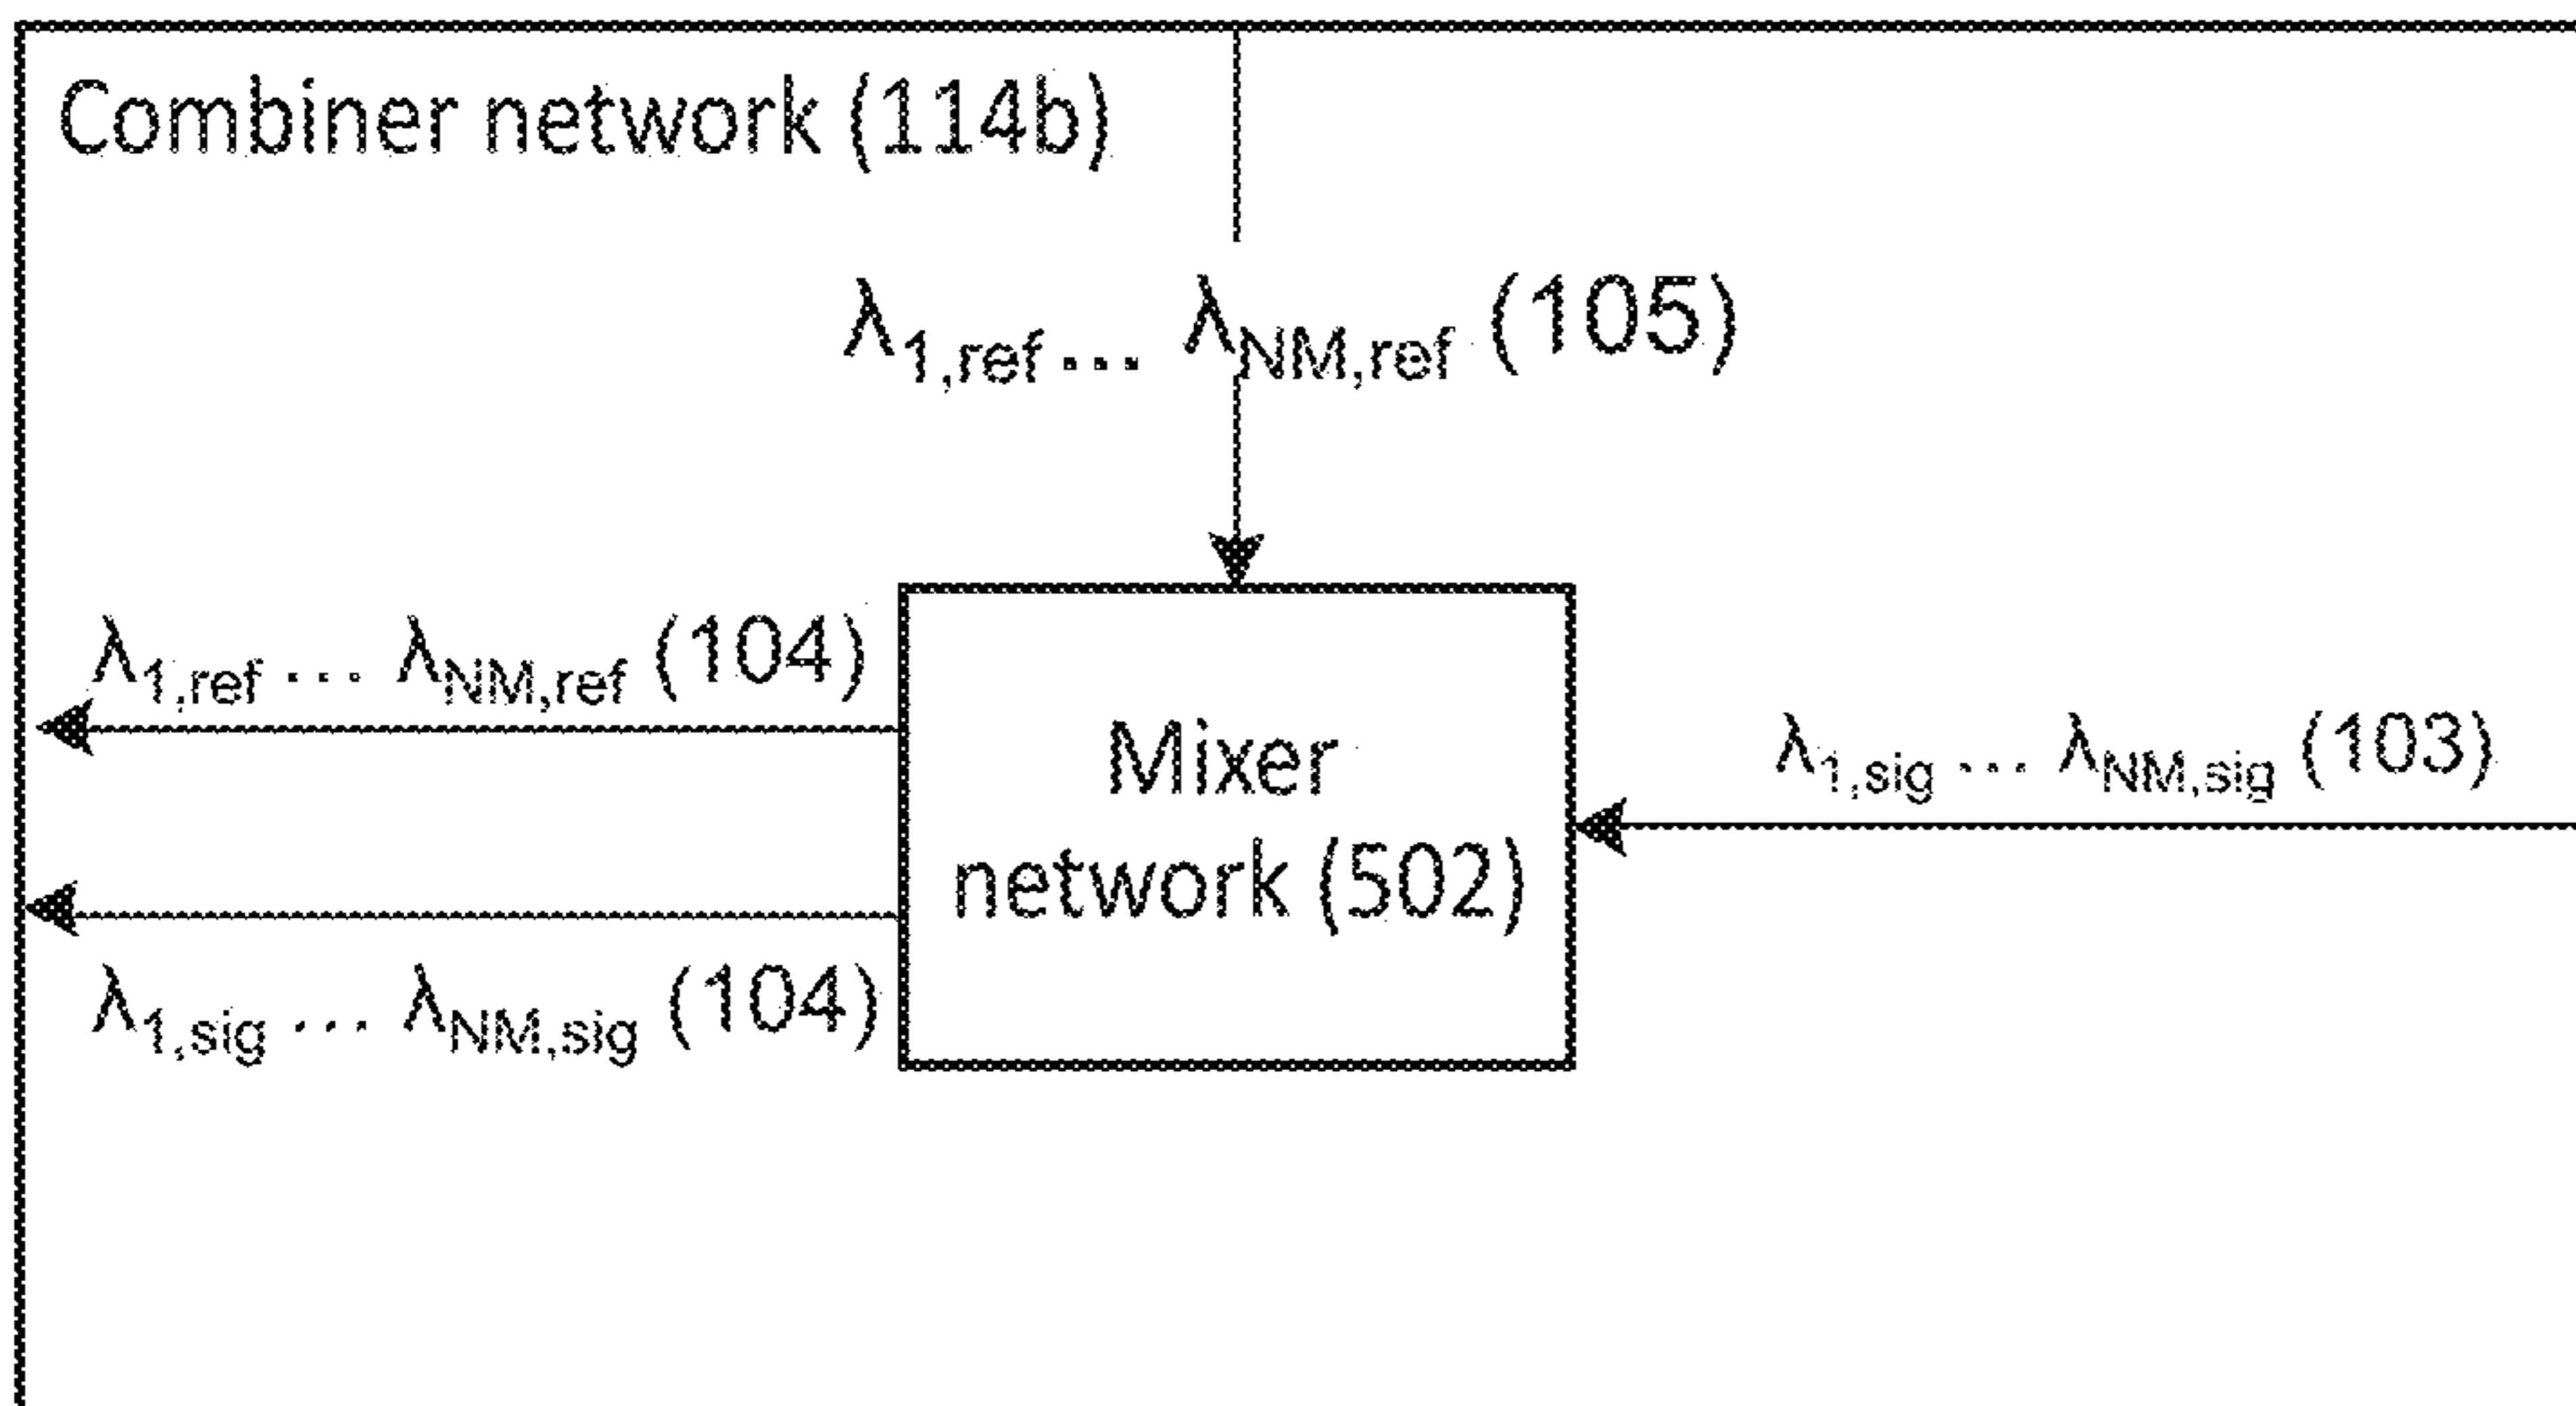 Combiner network (114b)
λ1,ref ... λNM,ref (105)
λ1,ref ... λNM,ref (104)
Mixer
network (502)
λ1,sig ... λNM,sig (103)
λ1,sig ... λNM,sig (104)